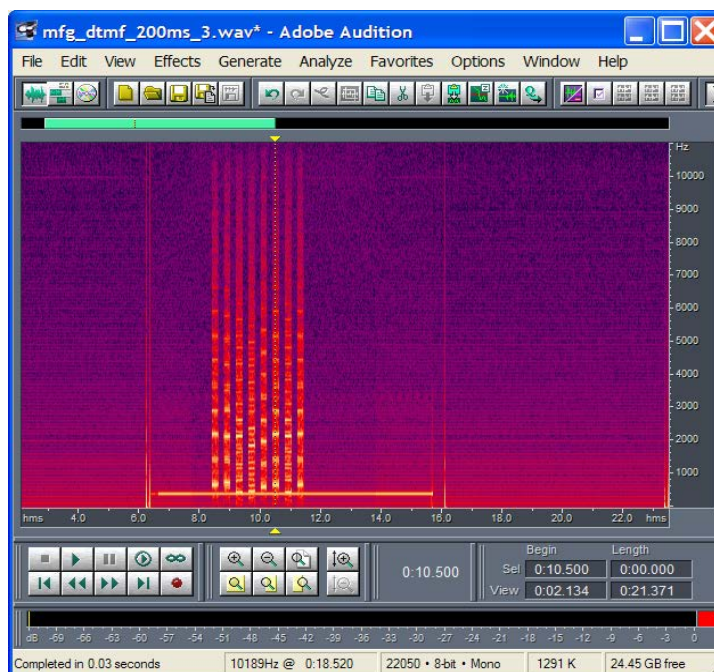 mfg_dtmf_200ms_3.wav* - Adobe Audition
File Edit View Effects Generate Analyze Favorites Options Window Help
Hz
10000
9000
8000
7000
6000
5000
4000
3000
2000
1000
hms 4.0 6.0 8.0 10.0 12.0 14.0 16.0 18.0 20.0 22.0 hms
Begin Length
0:10.500 Sel 0:10.500 0:00.000
View 0:02.134 0:21.371
dB -69 -66 -63 -60 -57 -54 -51 -48 -45 -42 -39 -36 -33 -30 -27 -24 -21 -18 -15 -12 -9 -6 -3 0
Completed in 0.03 seconds 10189Hz @ 0:18.520 22050 • 8-bit • Mono 1291 K 24.45 GB free